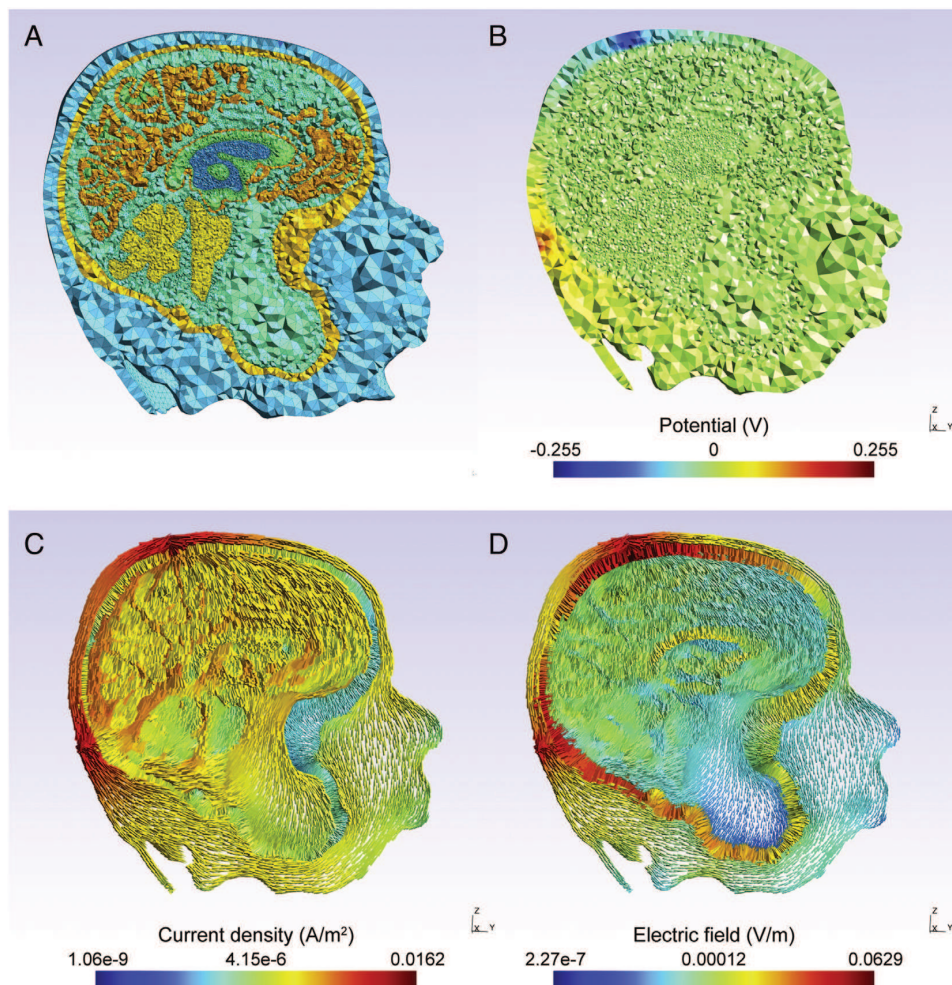 A
B
Potential (V)
-0.255 0 0.255
Z
X Y
C
D
Z
X Y
Z
X Y
Current density (A/m²)
1.06e-9 4.15e-6 0.0162
Electric field (V/m)
2.27e-7 0.00012 0.0629